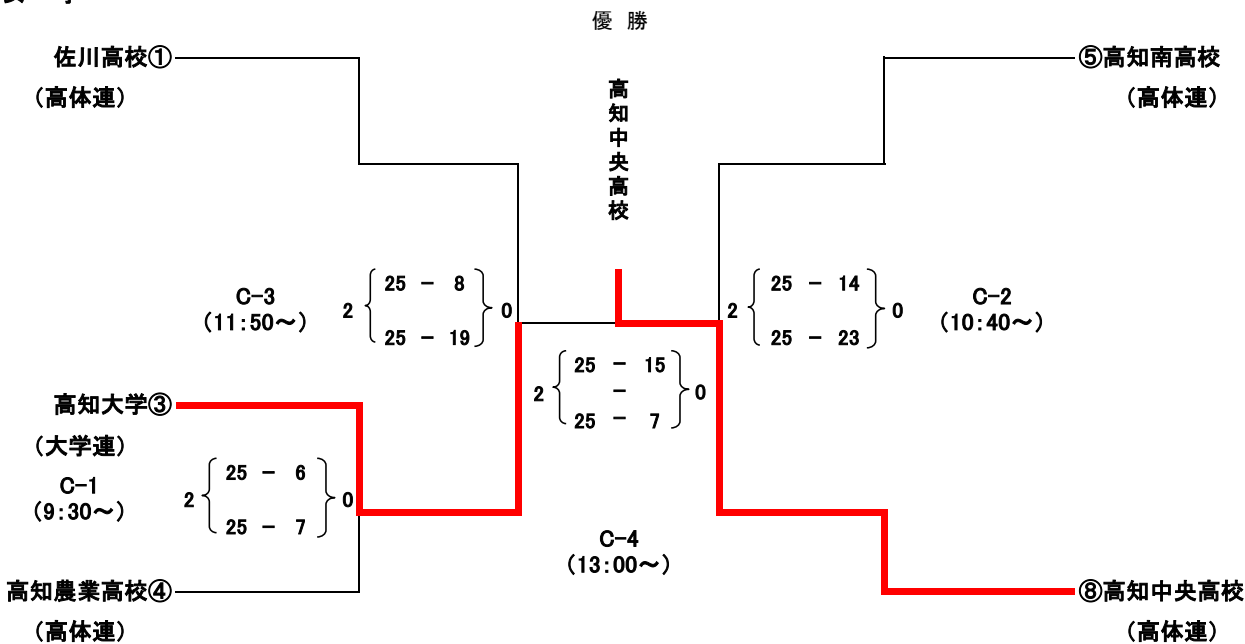 優 勝
佐川高校①
(高体連)
⑤高知南高校
(高体連)
高知中央高校
C-3
(11:50～)
2
25 - 8
25 - 19
0
2
25 - 14
25 - 23
0
C-2
(10:40～)
2
25 - 15
-
25 - 7
0
高知大学③
(大学連)
C-1
(9:30～)
2
25 - 6
25 - 7
0
C-4
(13:00～)
高知農業高校④
(高体連)
⑧高知中央高校
(高体連)